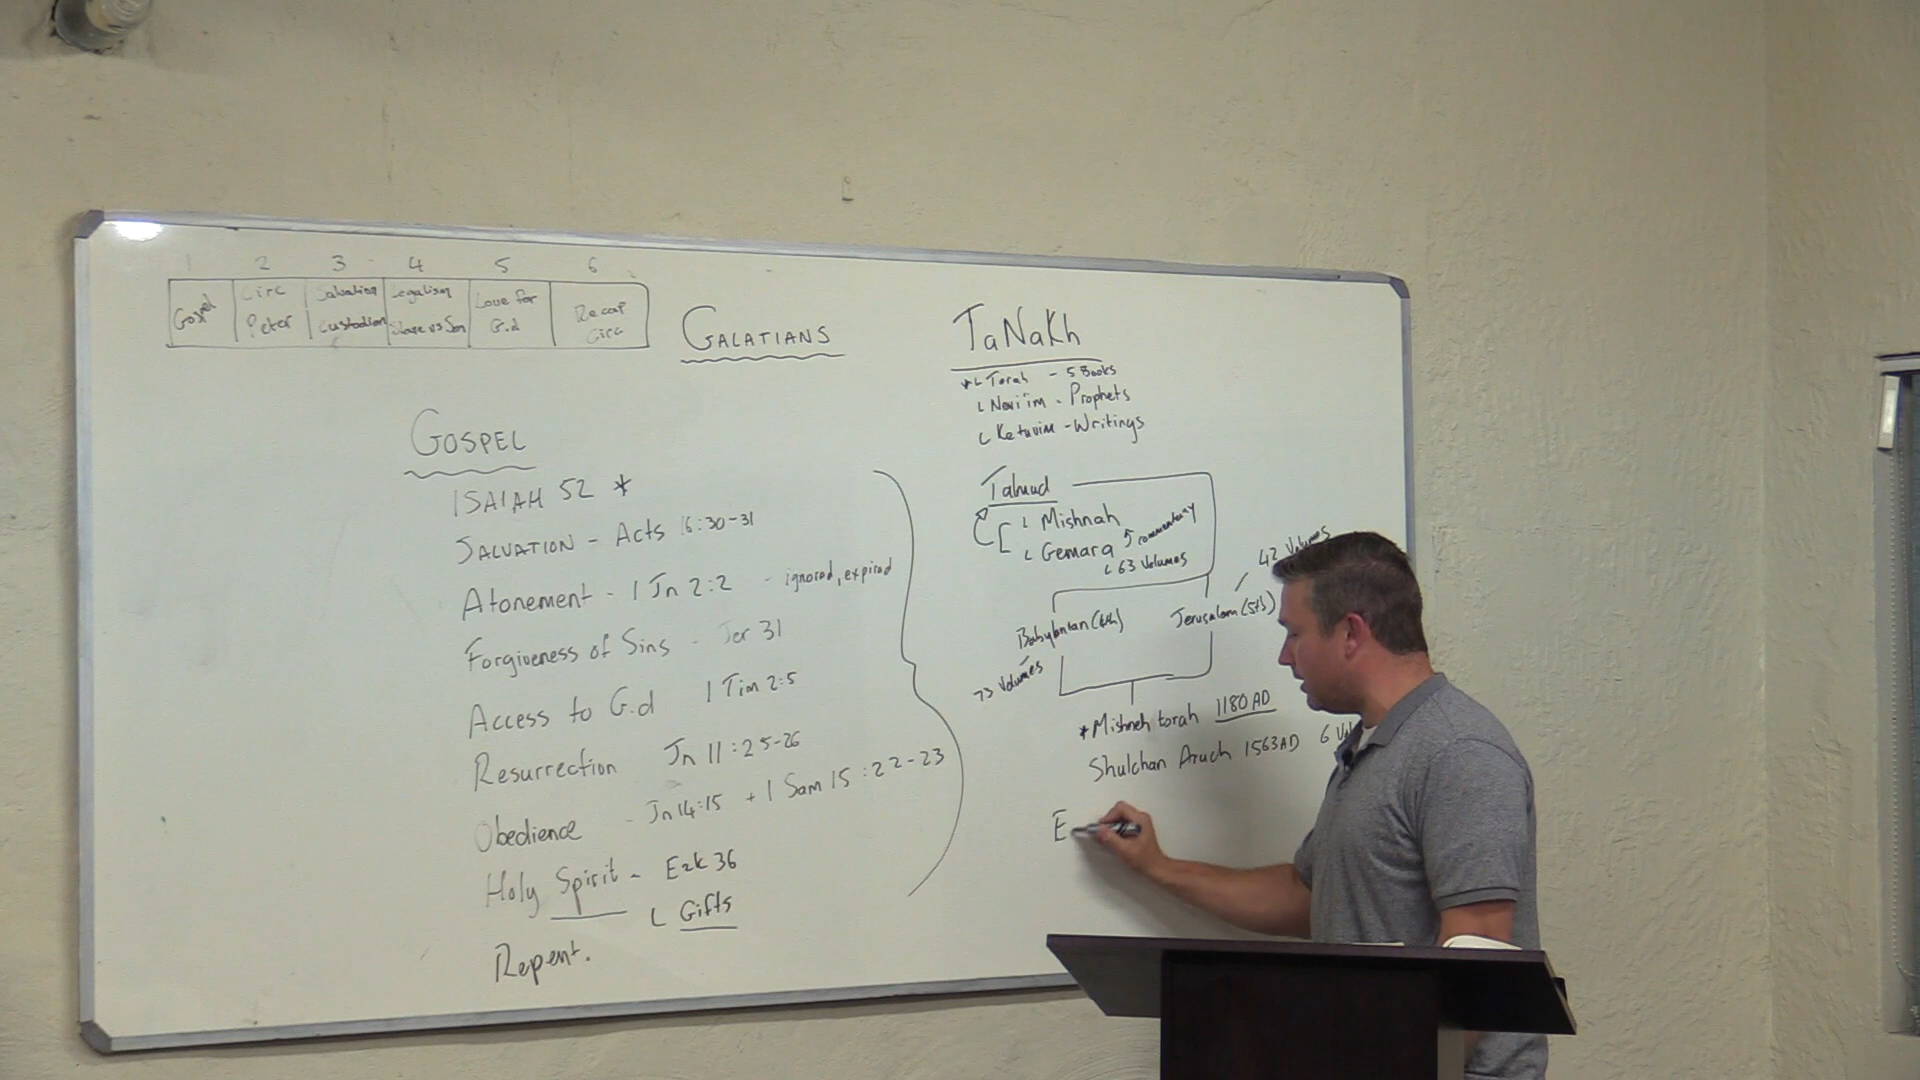 1 2 3 4 5 6
Gospel Circ Salvation Legalism Love for Recap
Peter Custodian Slave vs Son G.d Circ
GALATIANS
GOSPEL
ISAIAH 52 *
SALVATION - Acts 16:30-31
Atonement - 1 Jn 2:2 - ignored, expired
Forgiveness of Sins - Jer 31
Access to G.d 1 Tim 2:5
Resurrection Jn 11:25-26
Obedience - Jn 14:15 + 1 Sam 15:22-23
Holy Spirit - Ezk 36
Gifts
Repent.
TaNaKh
* Torah - 5 Books
Navi'im - Prophets
Ketuvim - Writings
Talmud
Mishnah
Gemara commentary
63 Volumes
42 Volumes
Babylonian (6th) Jerusalem (5th)
73 Volumes
* Mishneh torah 1180 AD
Shulchan Aruch 1563 AD 6
E